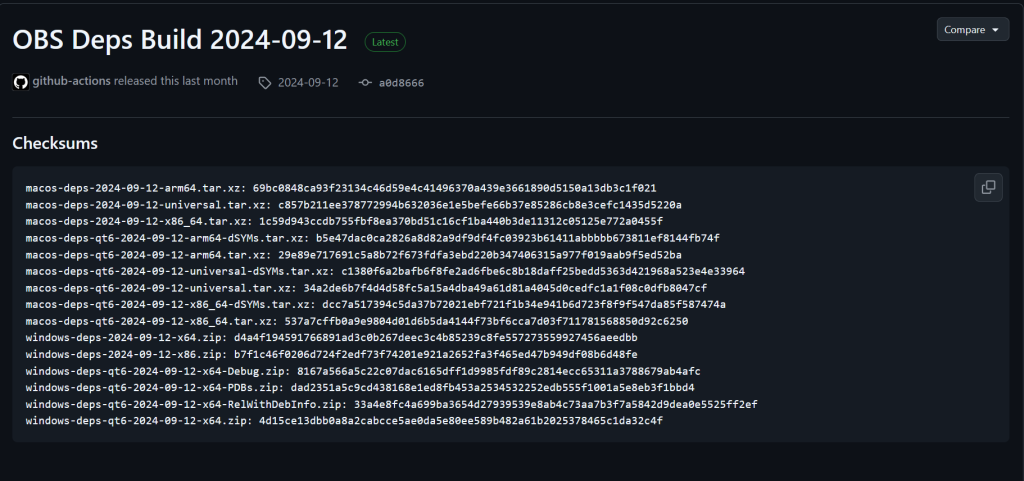 OBS Deps Build 2024-09-12 Latest
Compare
github-actions released this last month 2024-09-12 a0d8666
Checksums
macos-deps-2024-09-12-arm64.tar.xz: 69bc0848ca93f23134c46d59e4c41496370a439e3661890d5150a13db3c1f021
macos-deps-2024-09-12-universal.tar.xz: c857b211ee378772994b632036e1e5befe66b37e85286cb8e3cefc1435d5220a
macos-deps-2024-09-12-x86_64.tar.xz: 1c59d943ccdb755fbf8ea370bd51c16cf1ba440b3de11312c05125e772a0455f
macos-deps-qt6-2024-09-12-arm64-dSYMs.tar.xz: b5e47dac0ca2826a8d82a9df9df4fc03923b61411abbbbb673811ef8144fb74f
macos-deps-qt6-2024-09-12-arm64.tar.xz: 29e89e717691c5a8b72f673fdfa3ebd220b347406315a977f019aab9f5ed52ba
macos-deps-qt6-2024-09-12-universal-dSYMs.tar.xz: c1380f6a2bafb6f8fe2ad6fbe6c8b18daff25bedd5363d421968a523e4e33964
macos-deps-qt6-2024-09-12-universal.tar.xz: 34a2de6b7f4d4d58fc5a15a4dba49a61d81a4045d0cedfc1a1f08c0dfb8047cf
macos-deps-qt6-2024-09-12-x86_64-dSYMs.tar.xz: dcc7a517394c5da37b72021ebf721f1b34e941b6d723f8f9f547da85f587474a
macos-deps-qt6-2024-09-12-x86_64.tar.xz: 537a7cffb0a9e9804d01d6b5da4144f73bf6cca7d03f711781568850d92c6250
windows-deps-2024-09-12-x64.zip: d4a4f194591766891ad3c0b267deec3c4b85239c8fe557273559927456aeedbb
windows-deps-2024-09-12-x86.zip: b7f1c46f0206d724f2edf73f74201e921a2652fa3f465ed47b949df08b6d48fe
windows-deps-qt6-2024-09-12-x64-Debug.zip: 8167a566a5c22c07dac6165dff1d9985fdf89c2814ecc65311a3788679ab4afc
windows-deps-qt6-2024-09-12-x64-PDBs.zip: dad2351a5c9cd438168e1ed8fb453a2534532252edb555f1001a5e8eb3f1bbd4
windows-deps-qt6-2024-09-12-x64-RelWithDebInfo.zip: 33a4e8fc4a699ba3654d27939539e8ab4c73aa7b3f7a5842d9dea0e5525ff2ef
windows-deps-qt6-2024-09-12-x64.zip: 4d15ce13dbb0a8a2cabcce5ae0da5e80ee589b482a61b2025378465c1da32c4f